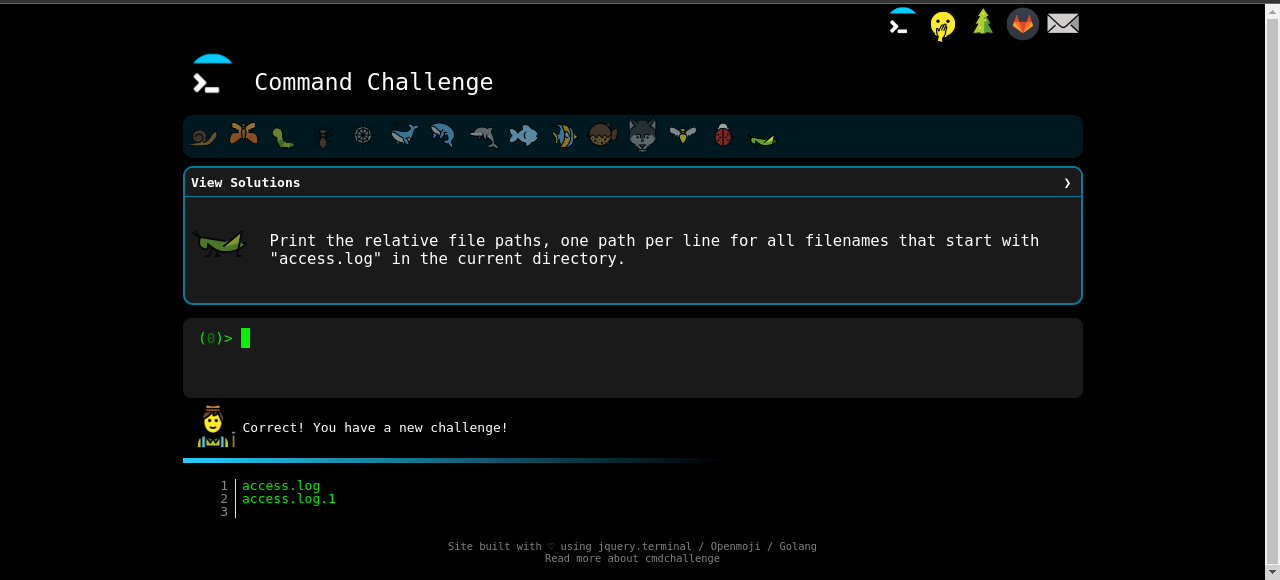 Command Challenge
View Solutions ❯
Print the relative file paths, one path per line for all filenames that start with
"access.log" in the current directory.
(0)>
Correct! You have a new challenge!
1 access.log
2 access.log.1
3
Site built with ♡ using jquery.terminal / Openmoji / Golang
Read more about cmdchallenge